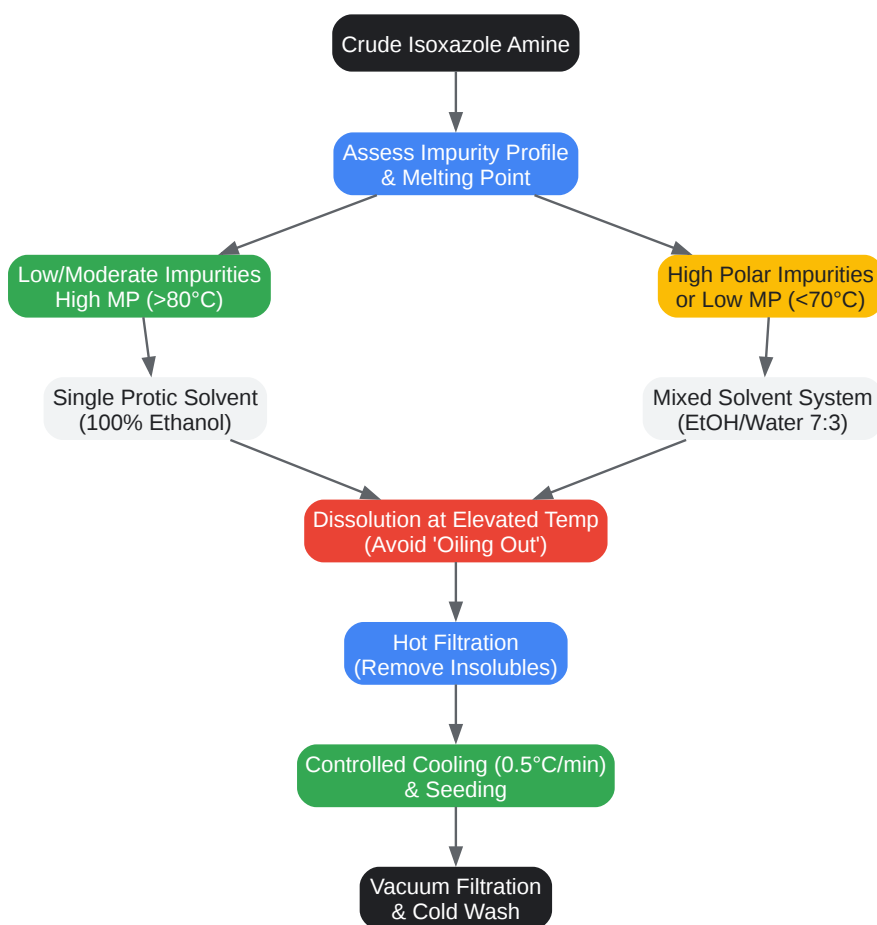 Crude Isoxazole Amine
Assess Impurity Profile
& Melting Point
Low/Moderate Impurities
High MP (>80°C)
High Polar Impurities
or Low MP (<70°C)
Single Protic Solvent
(100% Ethanol)
Mixed Solvent System
(EtOH/Water 7:3)
Dissolution at Elevated Temp
(Avoid 'Oiling Out')
Hot Filtration
(Remove Insolubles)
Controlled Cooling (0.5°C/min)
& Seeding
Vacuum Filtration
& Cold Wash